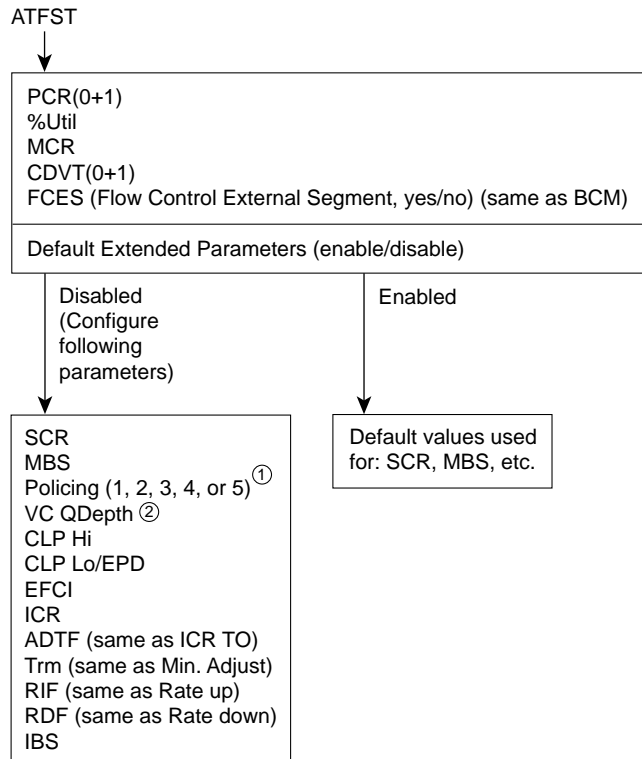 ATFST
PCR(0+1)
%Util
MCR
CDVT(0+1)
FCES (Flow Control External Segment, yes/no) (same as BCM)
Default Extended Parameters (enable/disable)
Disabled
(Configure
following
parameters)
Enabled
SCR
MBS
Policing (1, 2, 3, 4, or 5) ①
VC QDepth ②
CLP Hi
CLP Lo/EPD
EFCI
ICR
ADTF (same as ICR TO)
Trm (same as Min. Adjust)
RIF (same as Rate up)
RDF (same as Rate down)
IBS
Default values used
for: SCR, MBS, etc.